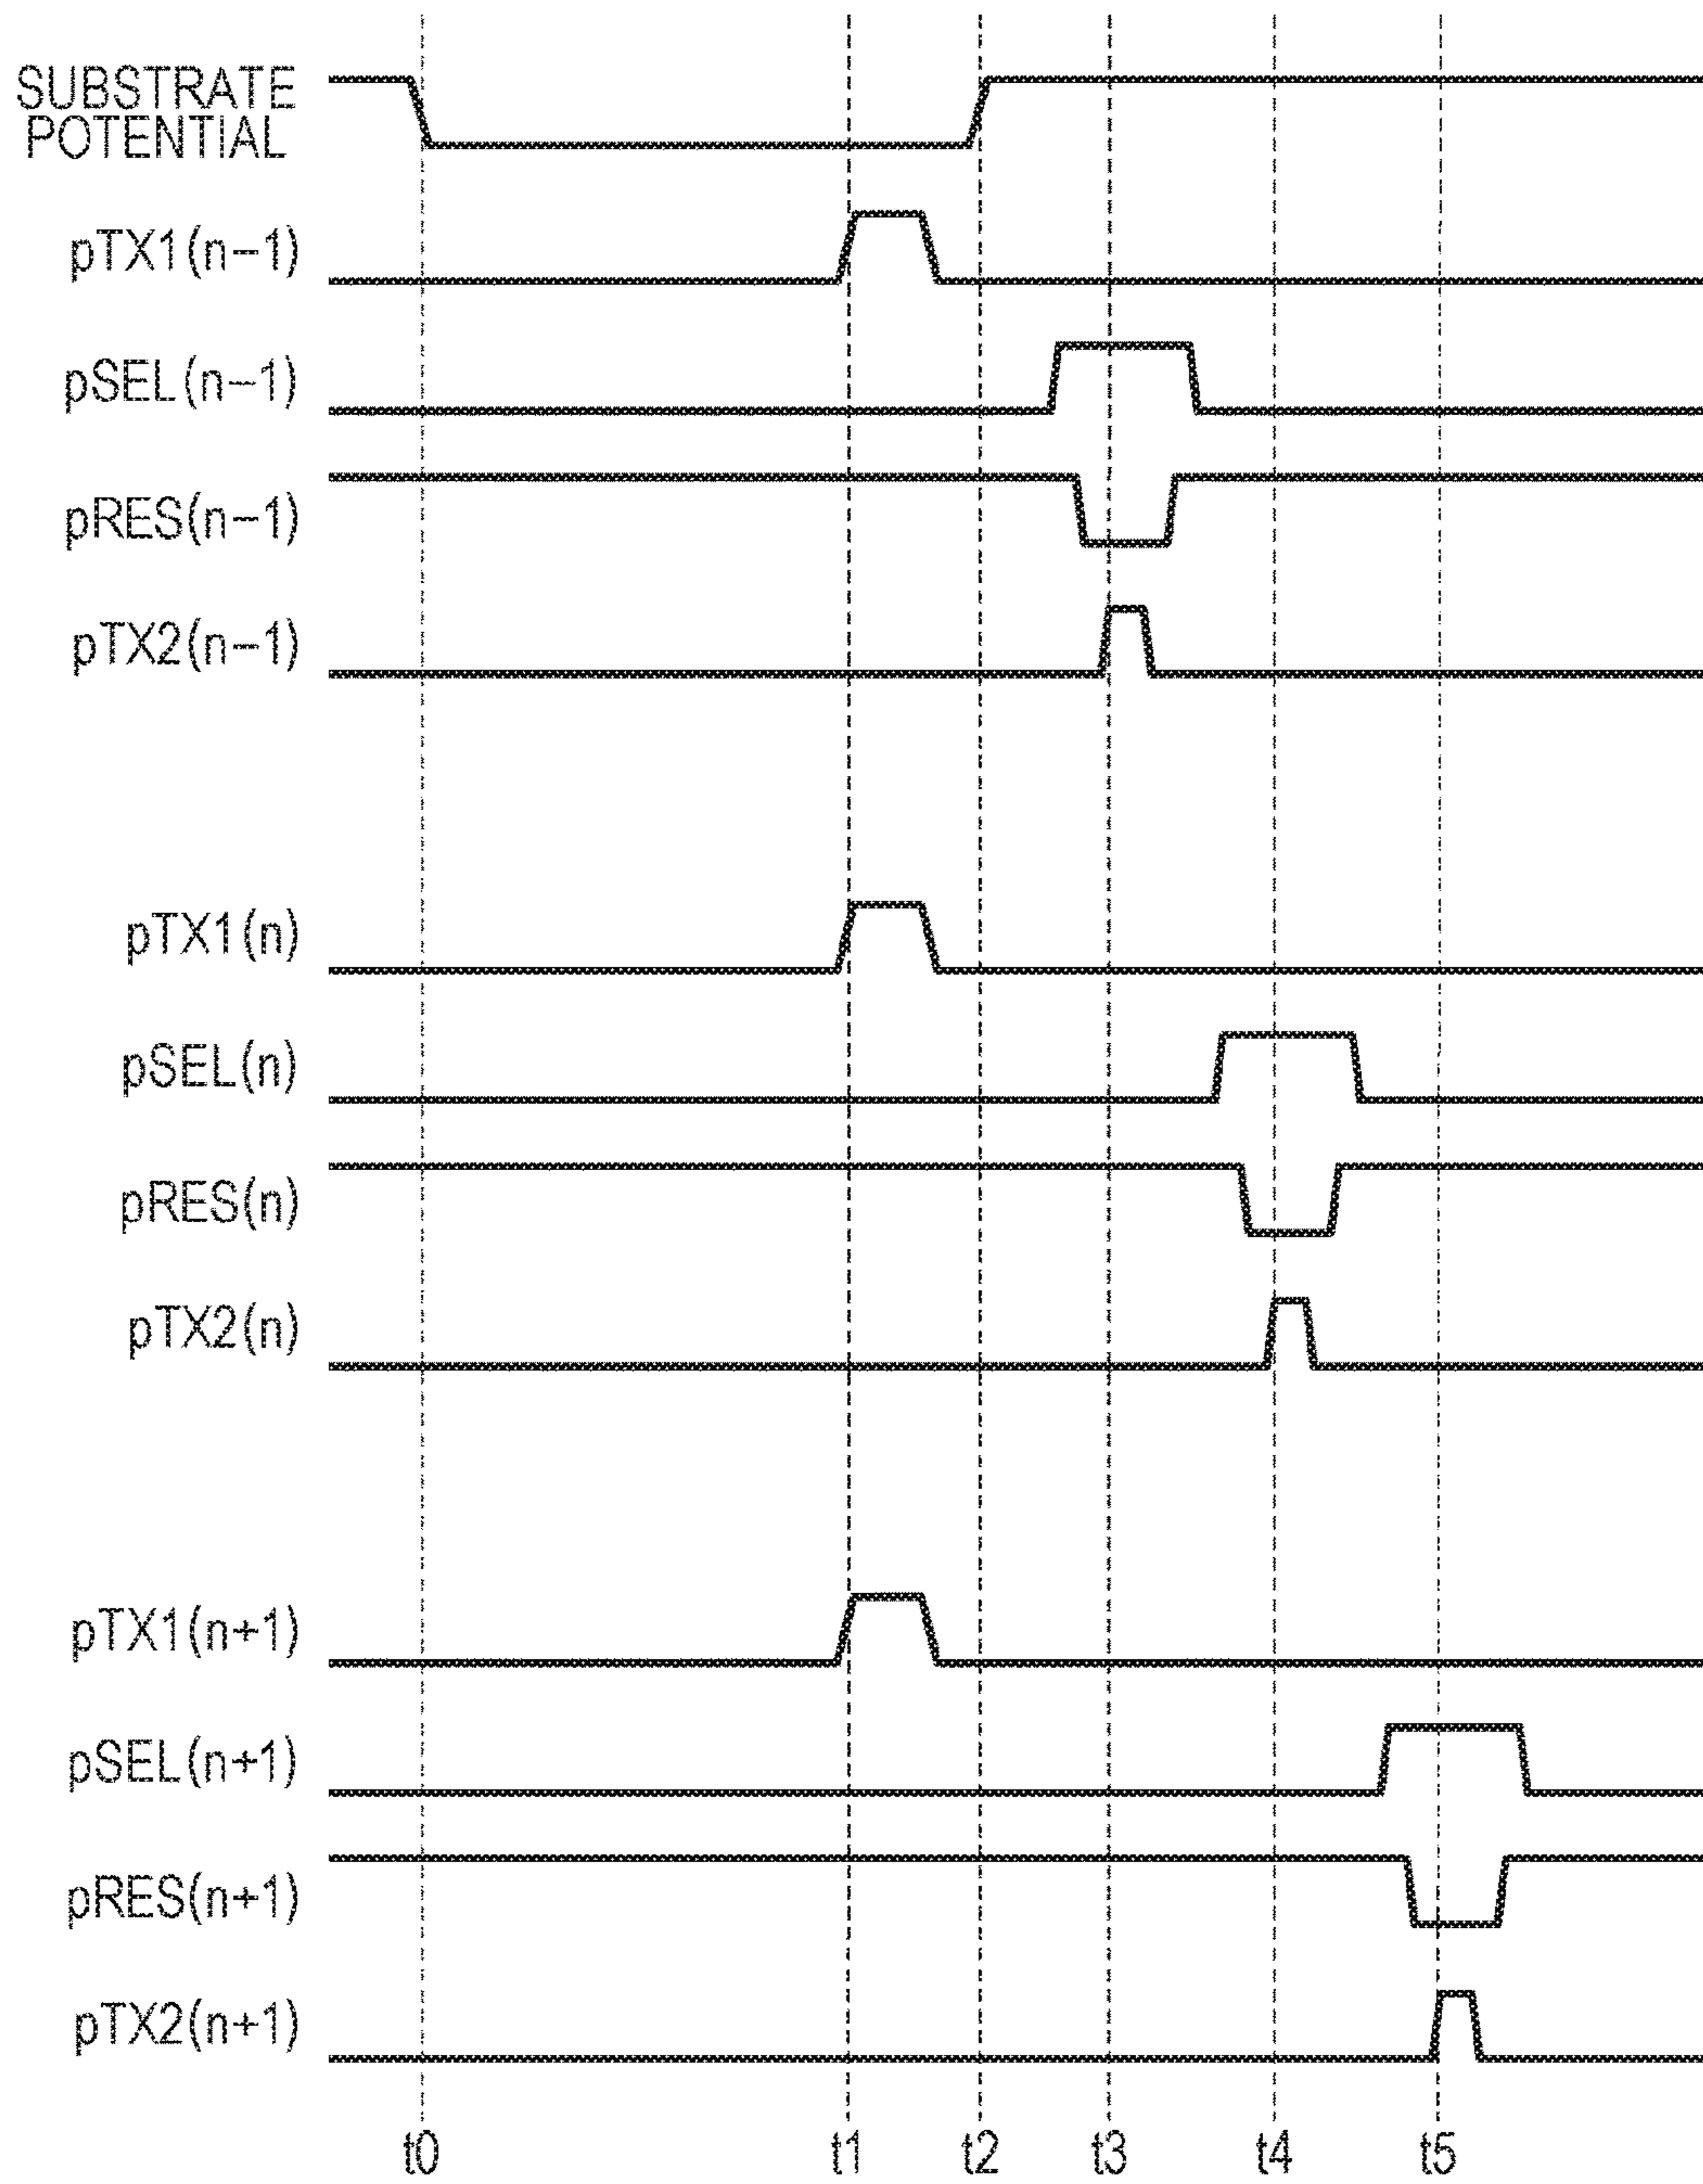 SUBSTRATE
POTENTIAL
pTX1(n−1)
pSEL(n−1)
pRES(n−1)
pTX2(n−1)
pTX1(n)
pSEL(n)
pRES(n)
pTX2(n)
pTX1(n+1)
pSEL(n+1)
pRES(n+1)
pTX2(n+1)
t0 t1 t2 t3 t4 t5